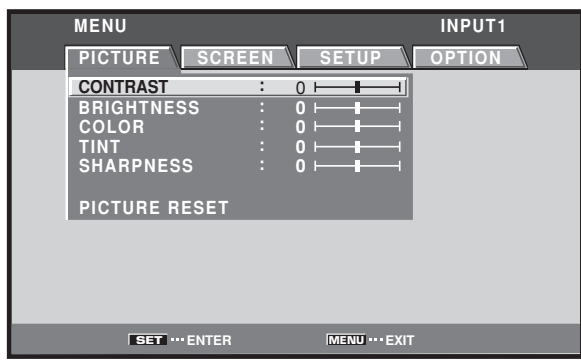 MENU INPUT1
PICTURE SCREEN SETUP OPTION
CONTRAST : 0
BRIGHTNESS : 0
COLOR : 0
TINT : 0
SHARPNESS : 0
PICTURE RESET
SET ··· ENTER MENU ··· EXIT